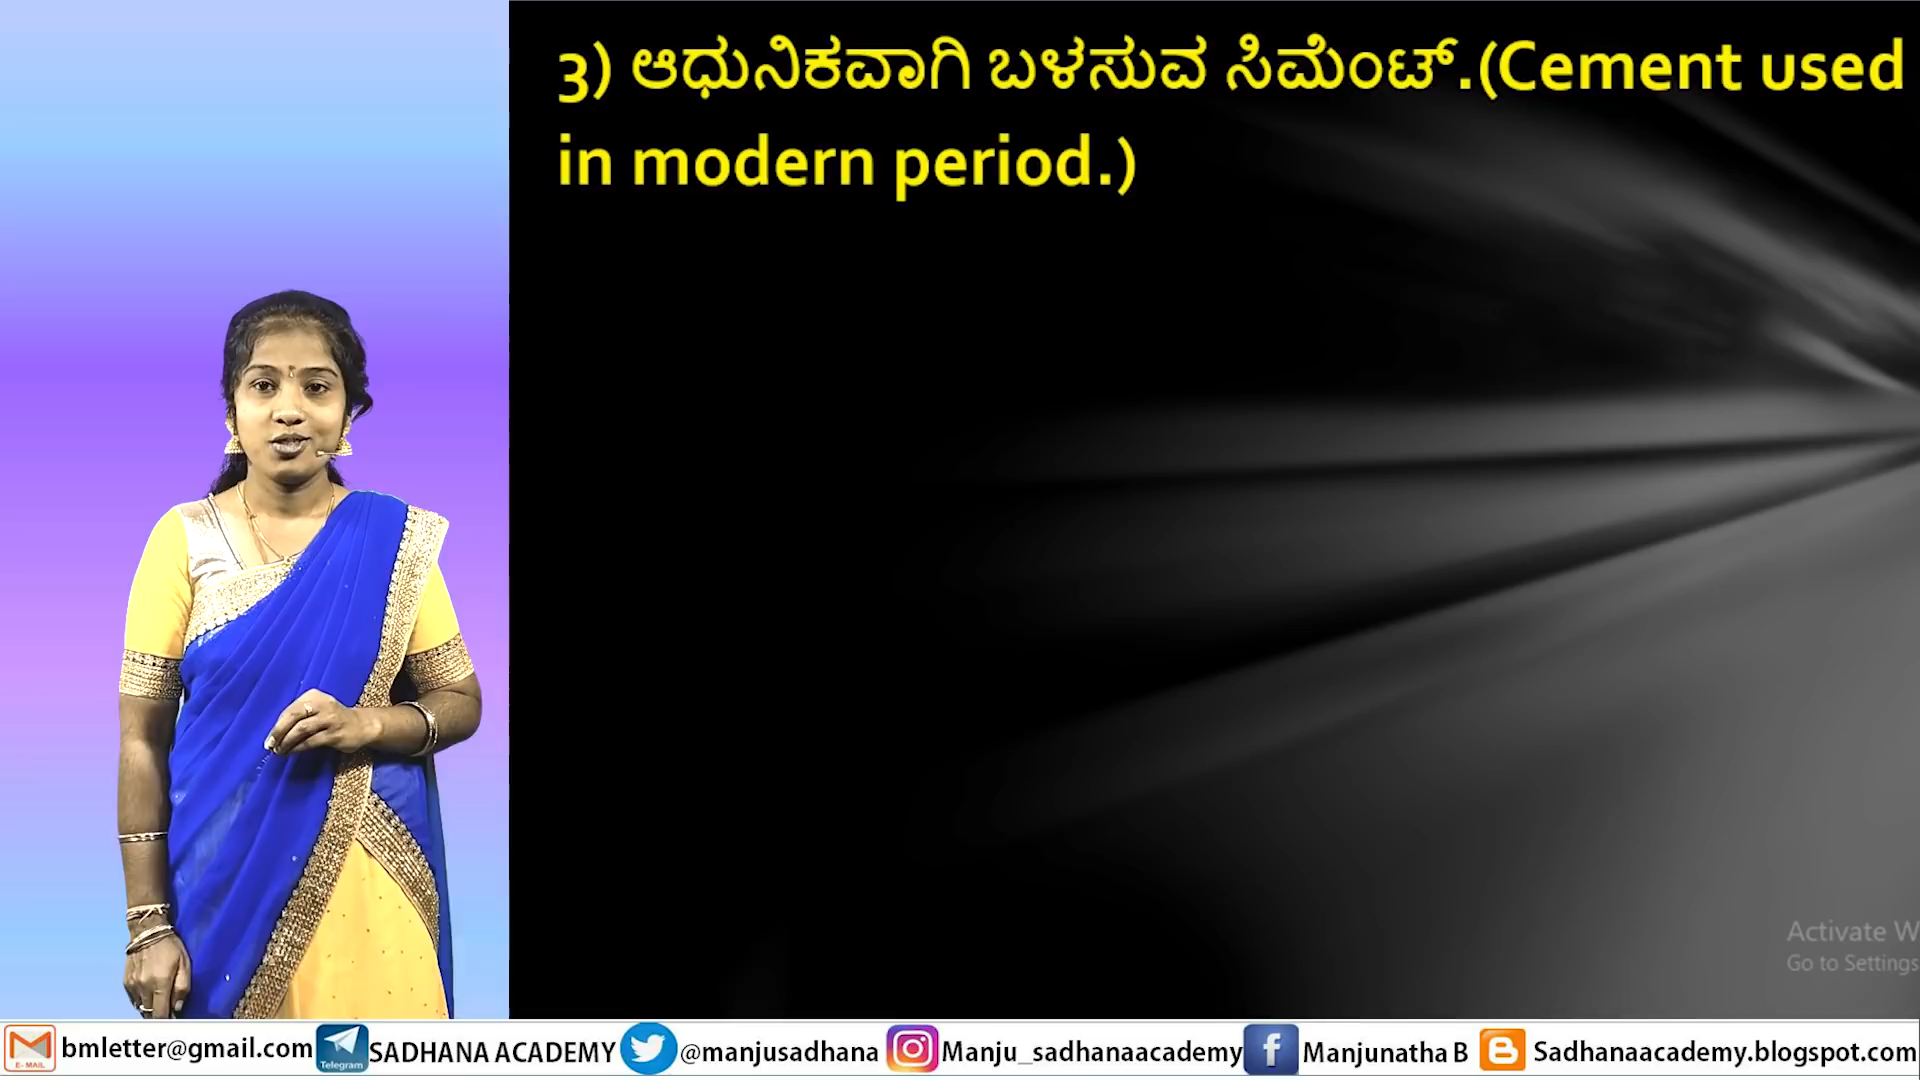 3) ಆಧುನಿಕವಾಗಿ ಬಳಸುವ ಸಿಮೆಂಟ್.(Cement used
in modern period.)
Activate W
Go to Settings
E-MAIL bmletter@gmail.com Telegram SADHANA ACADEMY @manjusadhana Manju_sadhanaacademy Manjunatha B Sadhanaacademy.blogspot.com